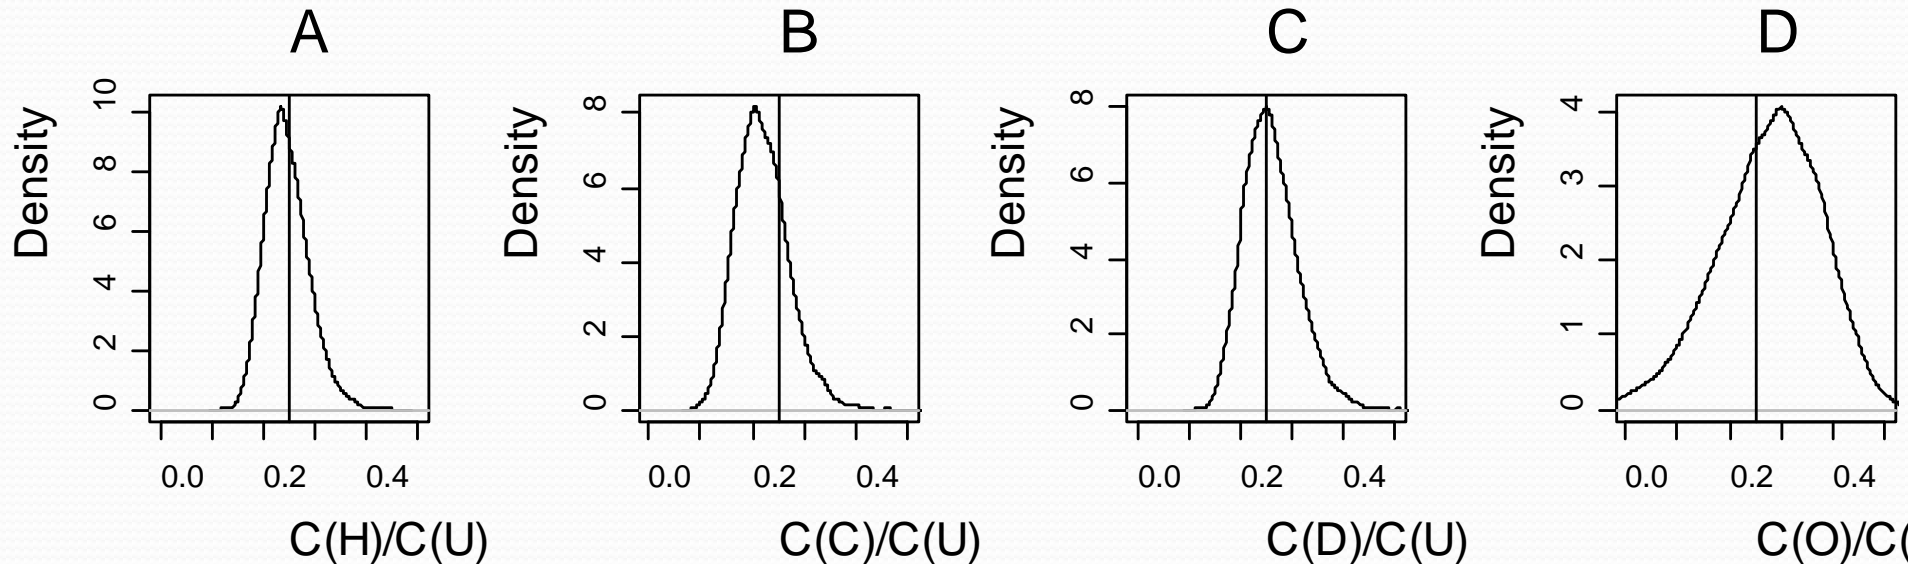 A
B
C
D
Density
0 2 4 6 8 10
0.0 0.2 0.4
C(H)/C(U)
Density
0 2 4 6 8
0.0 0.2 0.4
C(C)/C(U)
Density
0 2 4 6 8
0.0 0.2 0.4
C(D)/C(U)
Density
0 1 2 3 4
0.0 0.2 0.4
C(O)/C(